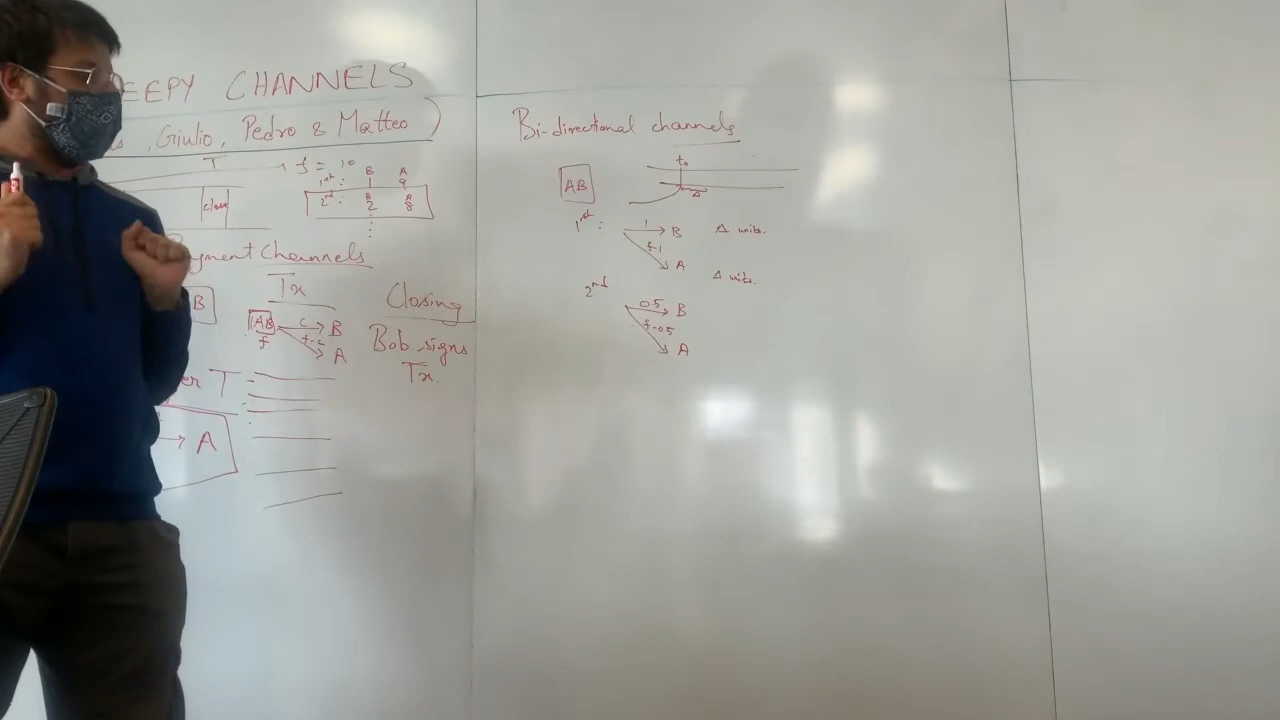 EEPY CHANNELS
, Giulio, Pedro & Matteo )
T
f = 10
B A
1st : 1 9
2nd : B A
2 8
close
Channels
B
Tx
AB
f
c B
f-c A
Closing
Bob signs
Tx.
er T
A
Bi-directional channels
t0
Δ
AB
1st :
1 B Δ units.
f-1 A
Δ units.
2nd
0.5 B
f-0.5 A